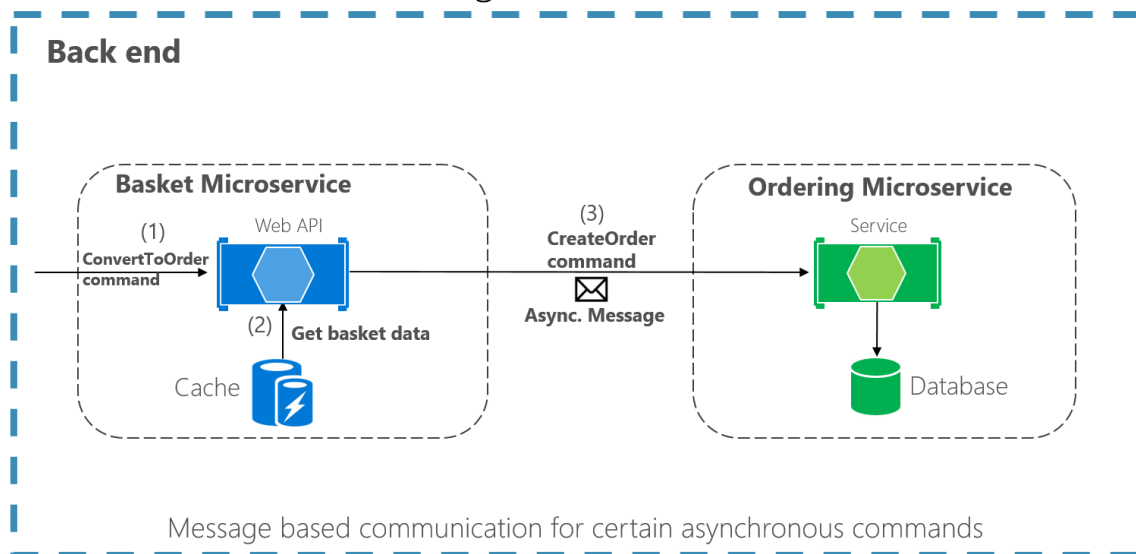 Back end
Basket Microservice
Web API
(1)
ConvertToOrder
command
(2)
Get basket data
Cache
(3)
CreateOrder
command
Async. Message
Ordering Microservice
Service
Database
Message based communication for certain asynchronous commands